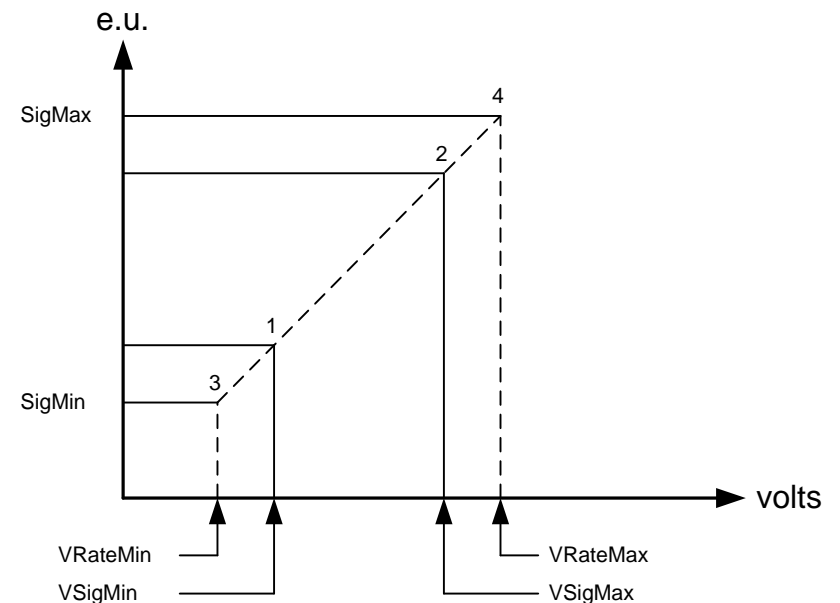 e.u.
4
SigMax
2
1
3
SigMin
volts
VRateMin
VRateMax
VSigMin
VSigMax